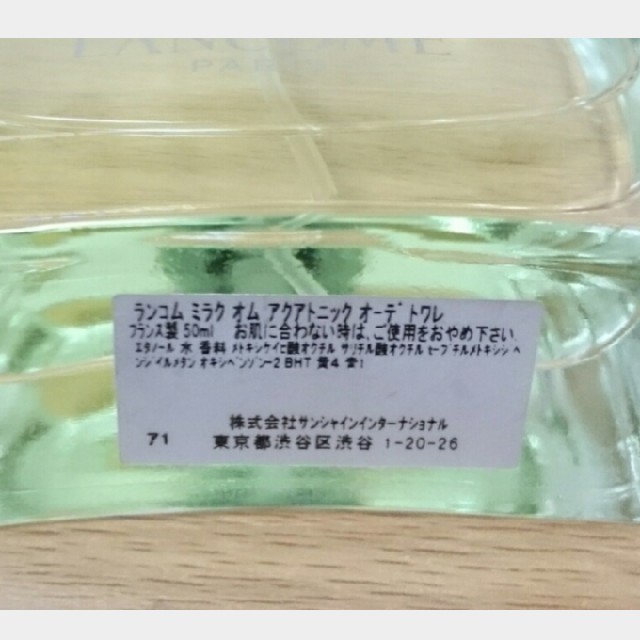 LANCOME
PARIS
ランコム ミラク オム アクアトニック オーデトワレ
フランス製 50ml お肌に合わない時は、ご使用をおやめ下さい.
エタノール 水 香料 メトキシケイヒ酸オクチル サリチル酸オクチル t-ブチルメトキシジベ
ンゾイルメタン オキシベンゾン-2 BHT 黄4 青1
株式会社サンシャインインターナショナル
71 東京都渋谷区渋谷 1-20-26